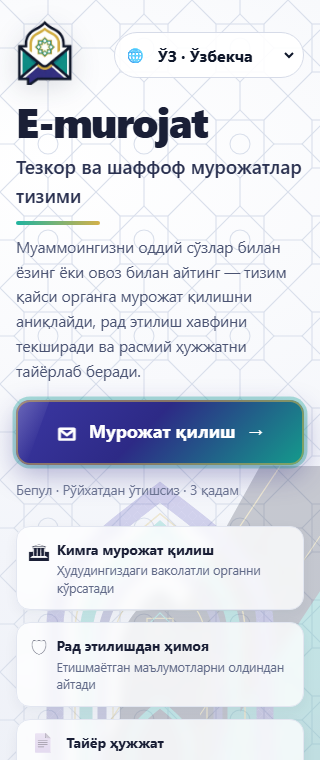 ЎЗ · Ўзбекча
E-murojat
Тезкор ва шаффоф мурожатлар
тизими
Муаммоингизни оддий сўзлар билан
ёзинг ёки овоз билан айтинг — тизим
қайси органга мурожат қилишни
аниқлайди, рад этилиш хавфини
текширади ва расмий ҳужжатни
тайёрлаб беради.
Мурожат қилиш →
Бепул · Рўйхатдан ўтишсиз · 3 қадам
Кимга мурожат қилиш
Ҳудудингиздаги ваколатли органни
кўрсатади
Рад этилишдан ҳимоя
Етишмаётган маълумотларни олдиндан
айтади
Тайёр ҳужжат